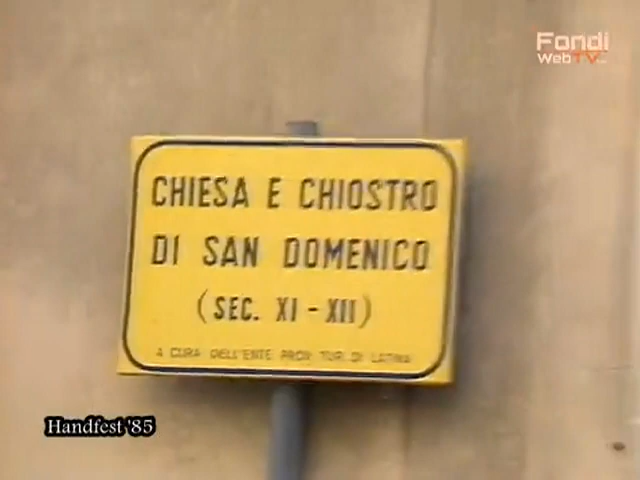 Fondi
WebTV
CHIESA E CHIOSTRO
DI SAN DOMENICO
(SEC. XI - XII)
A CURA DELL'ENTE PROV. TUR. DI LATINA
Handfest '85